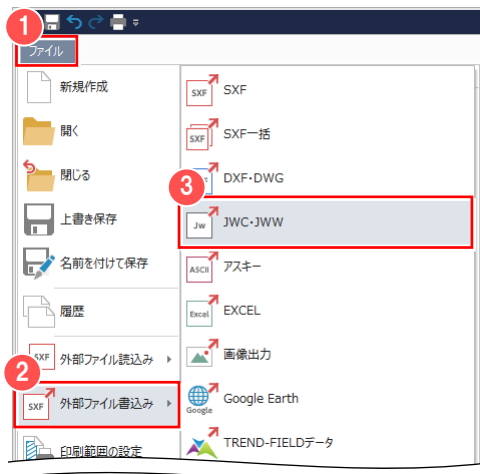 1
ファイル
新規作成
開く
閉じる
上書き保存
名前を付けて保存
履歴
SXF 外部ファイル読込み
2
SXF 外部ファイル書込み
印刷範囲の設定
SXF SXF
SXF SXF一括
DXF・DWG
3
Jw JWC・JWW
ASCII アスキー
Excel EXCEL
画像出力
Google Google Earth
TREND-FIELDデータ